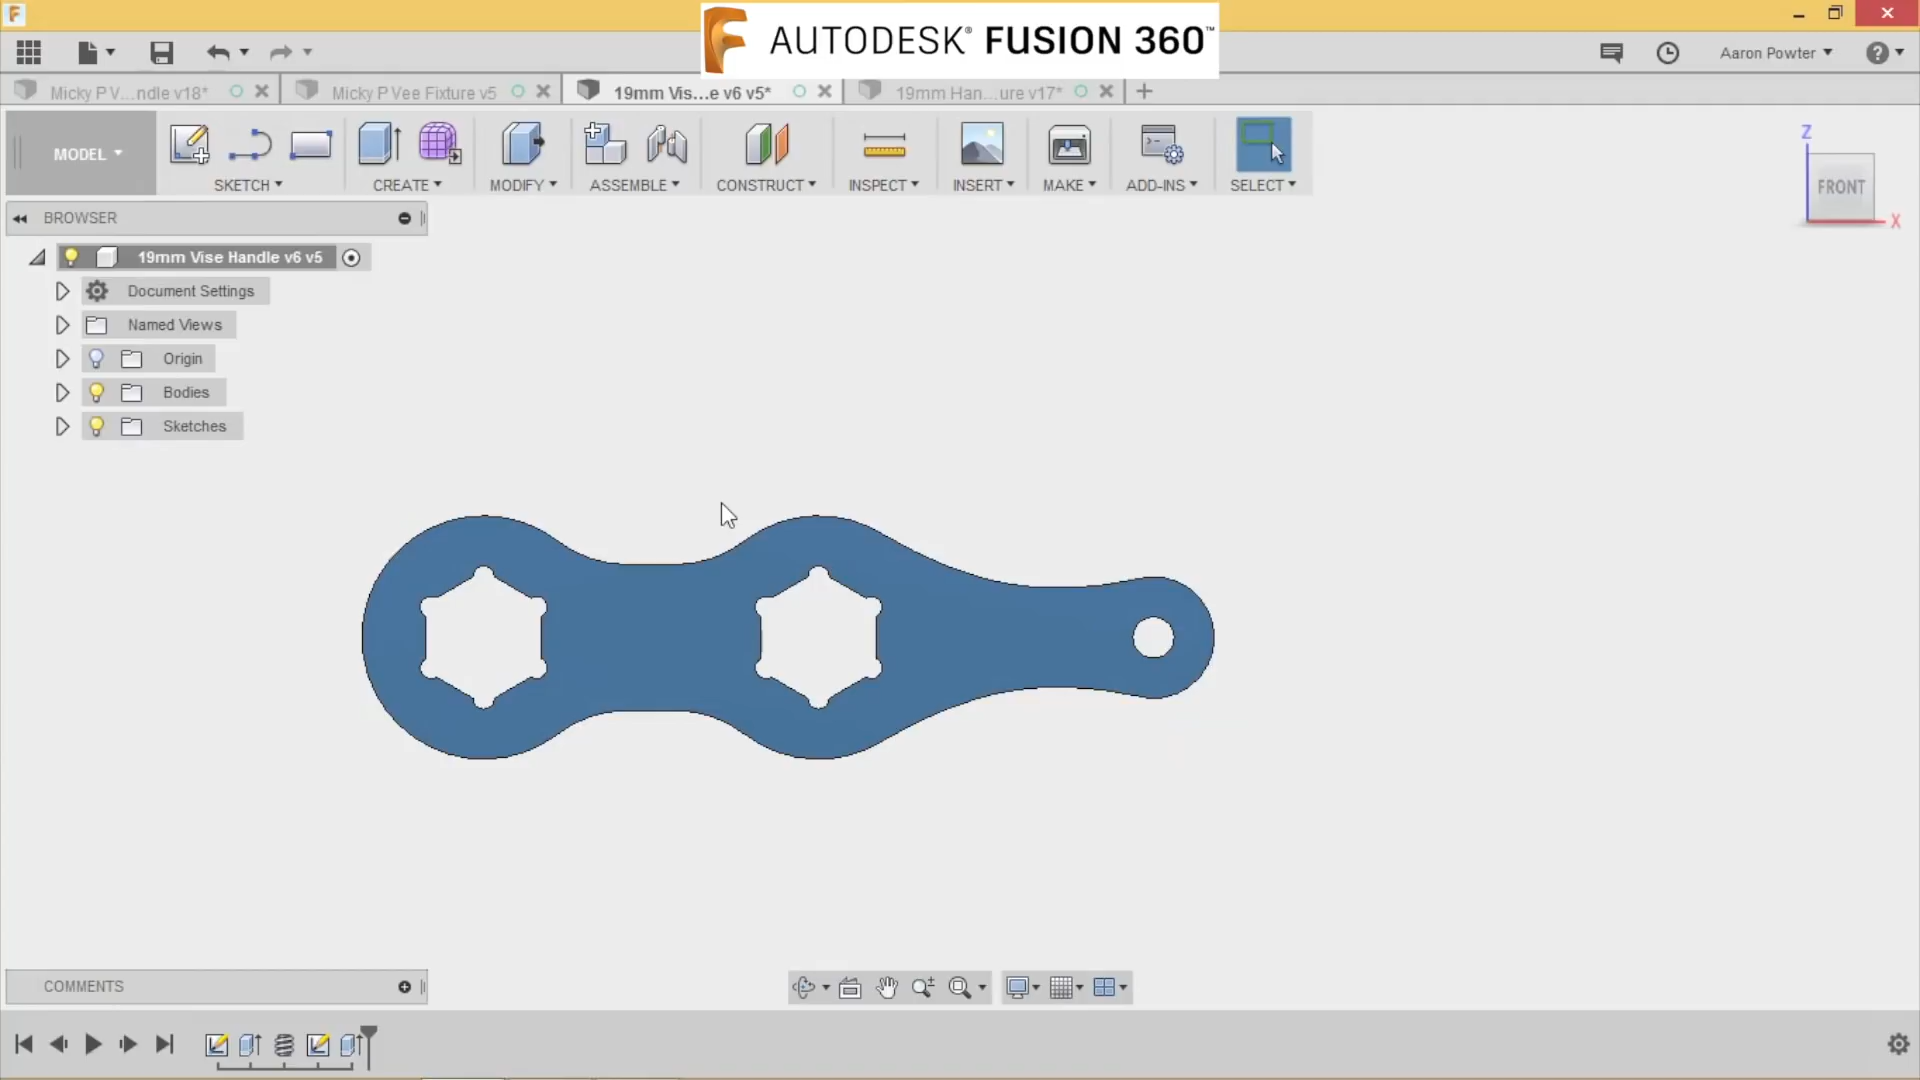 AUTODESK® FUSION 360™
Aaron Powter
Micky P V...ndle v18*
Micky P Vee Fixture v5
19mm Vis...e v6 v5*
19mm Han...ure v17*
MODEL
SKETCH
CREATE
MODIFY
ASSEMBLE
CONSTRUCT
INSPECT
INSERT
MAKE
ADD-INS
SELECT
Z
FRONT
X
BROWSER
19mm Vise Handle v6 v5
Document Settings
Named Views
Origin
Bodies
Sketches
COMMENTS